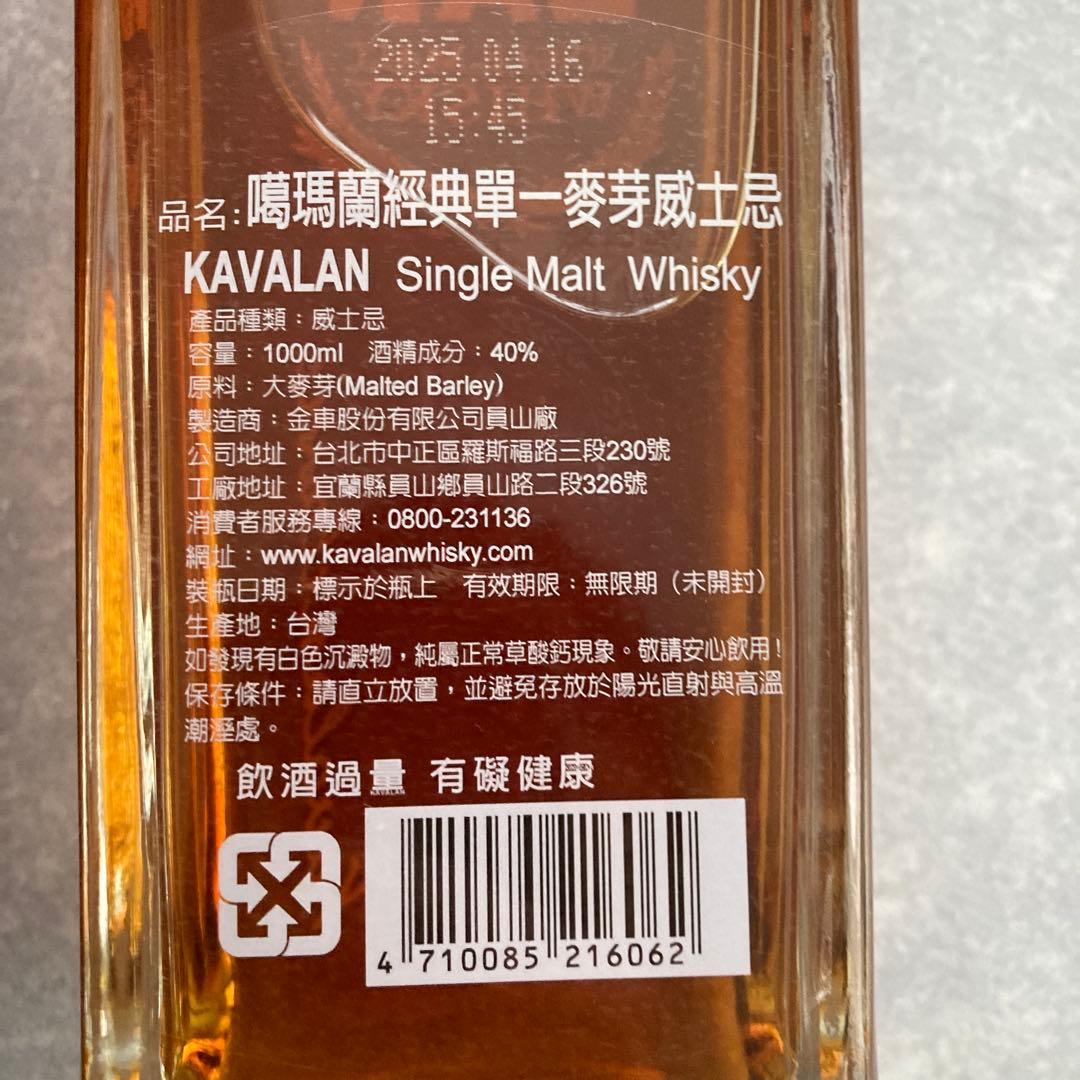 2025.04.16
15:45
品名:噶瑪蘭經典單一麥芽威士忌
KAVALAN Single Malt Whisky
產品種類：威士忌
容量：1000ml 酒精成分：40%
原料：大麥芽(Malted Barley)
製造商：金車股份有限公司員山廠
公司地址：台北市中正區羅斯福路三段230號
工廠地址：宜蘭縣員山鄉員山路二段326號
消費者服務專線：0800-231136
網址：www.kavalanwhisky.com
裝瓶日期：標示於瓶上 有效期限：無限期（未開封）
生產地：台灣
如發現有白色沉澱物，純屬正常草酸鈣現象。敬請安心飲用！
保存條件：請直立放置，並避免存放於陽光直射與高溫
潮溼處。
飲酒過量 有礙健康
KAVALAN
4 710085 216062